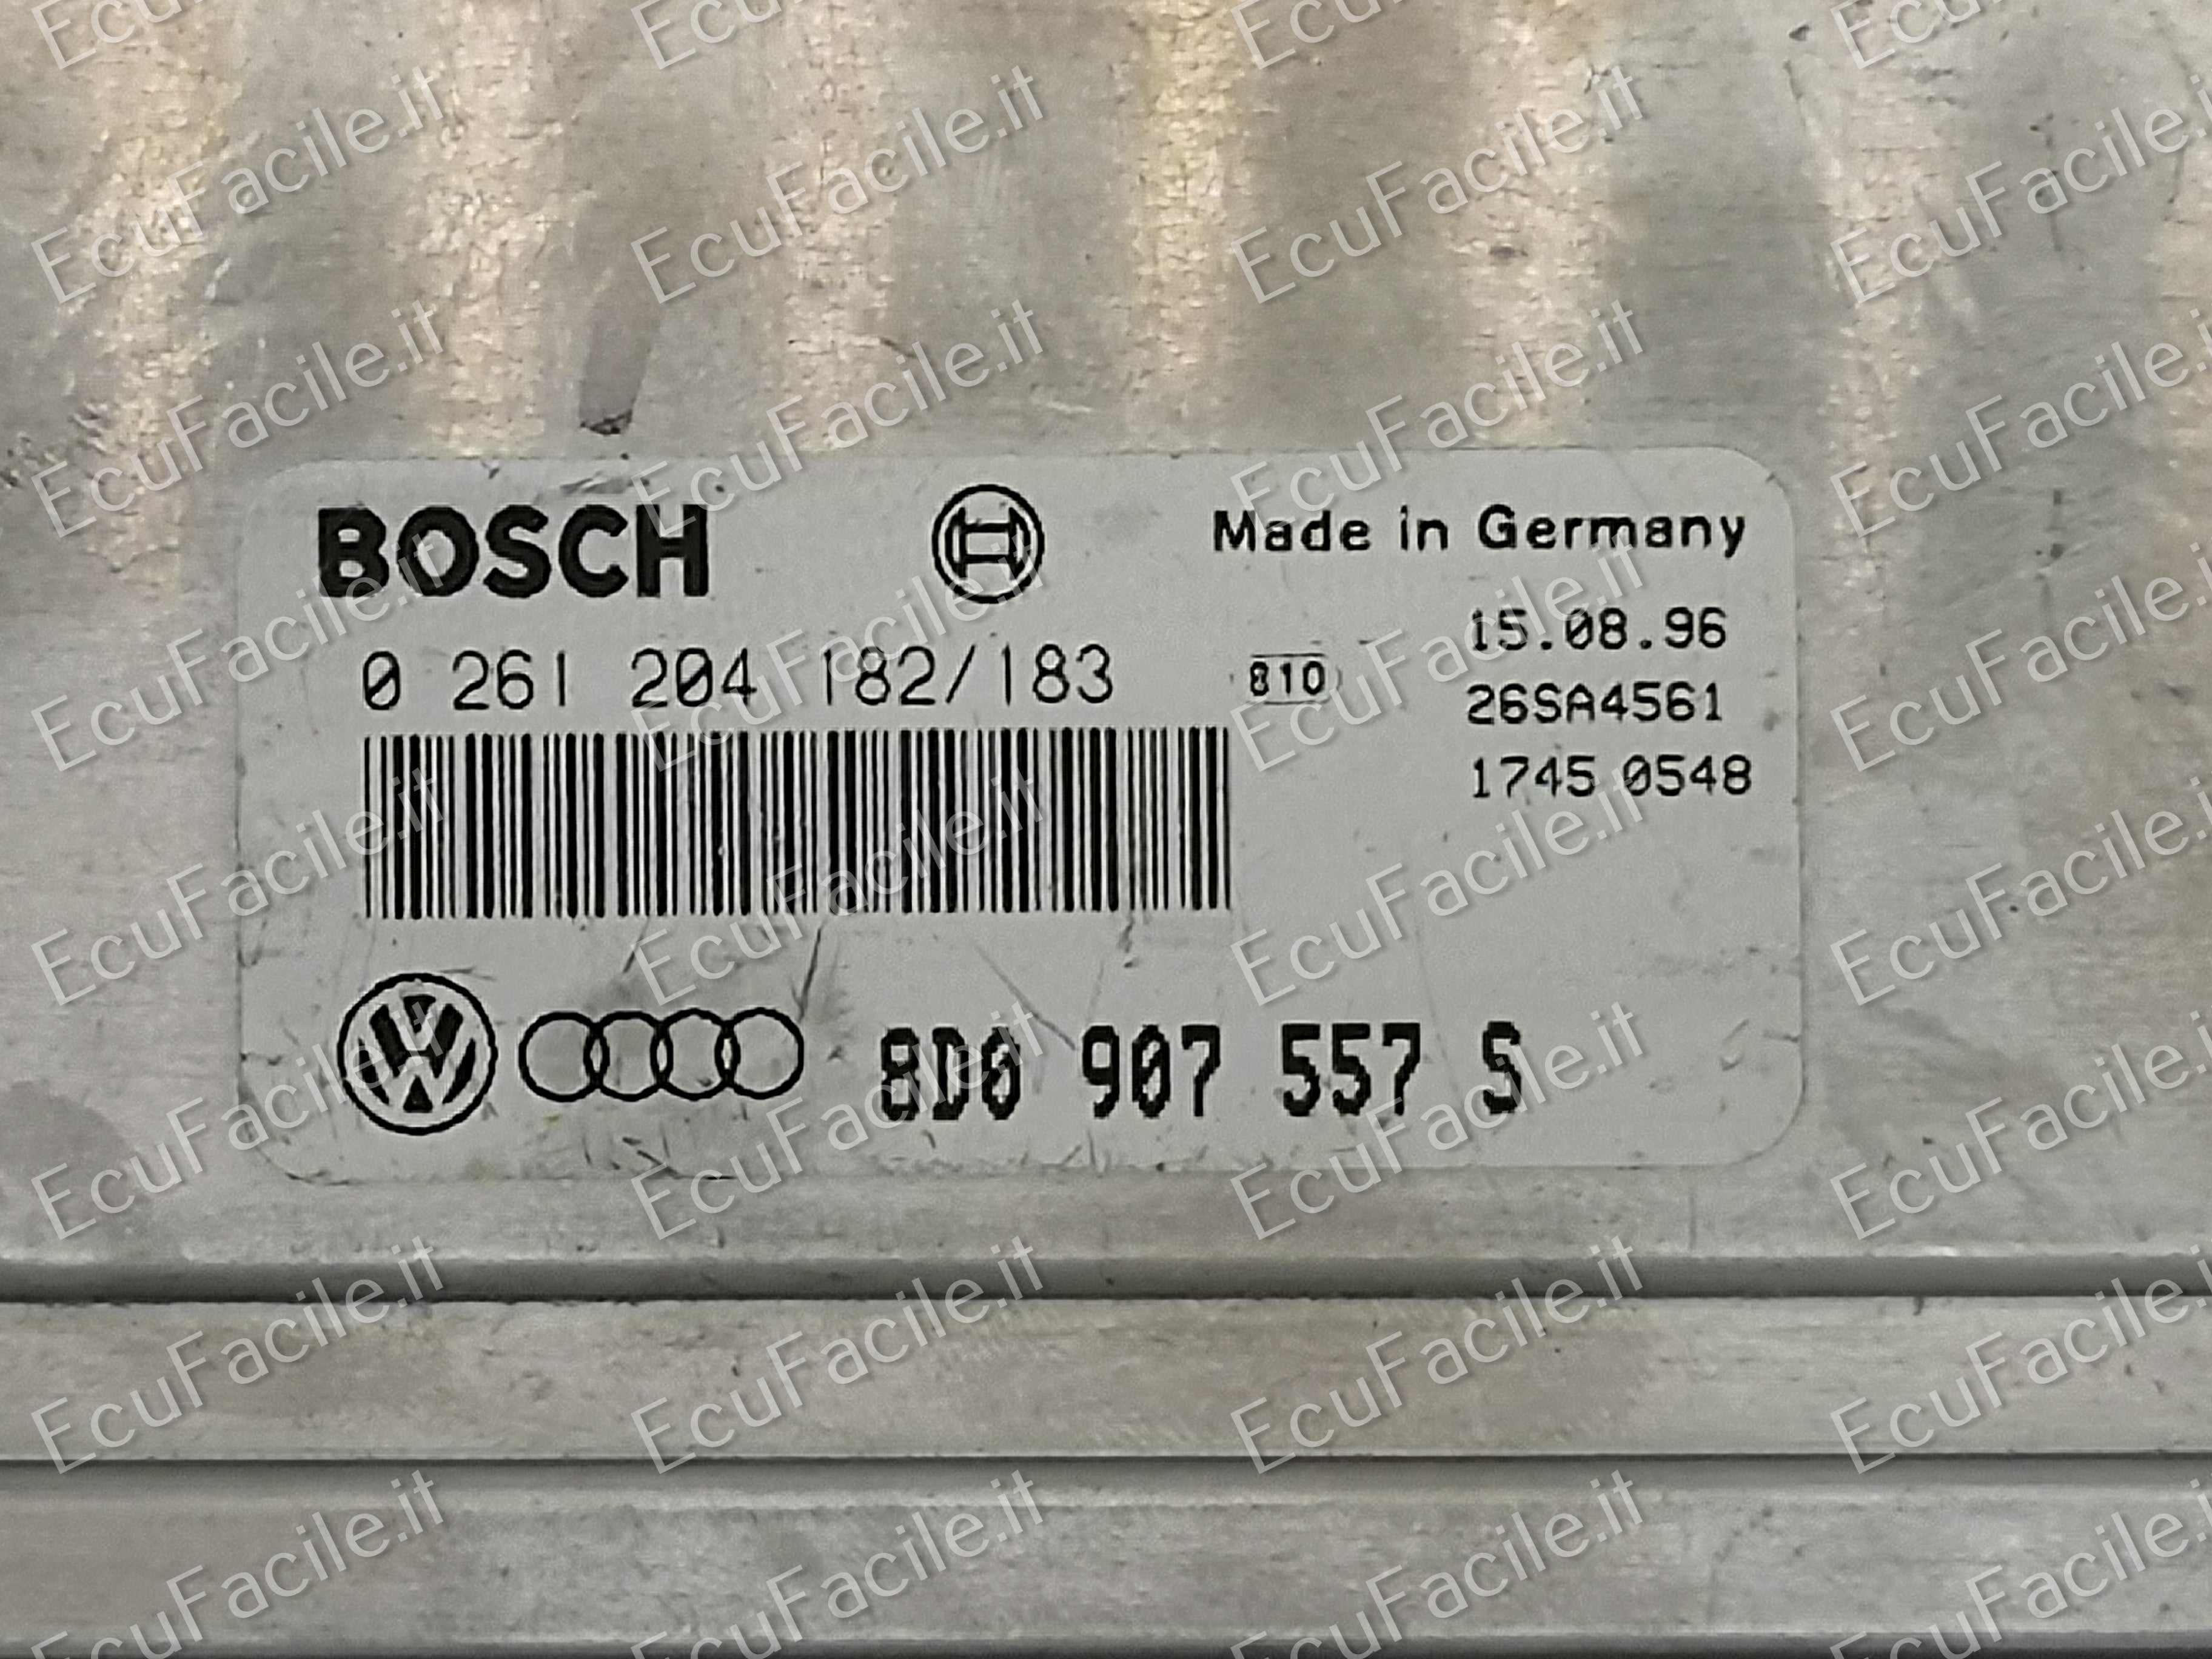 BOSCH
Made in Germany
15.08.96
0 261 204 182/183
810
26SA4561
1745 0548
8D0 907 557 S
EcuFacile.it